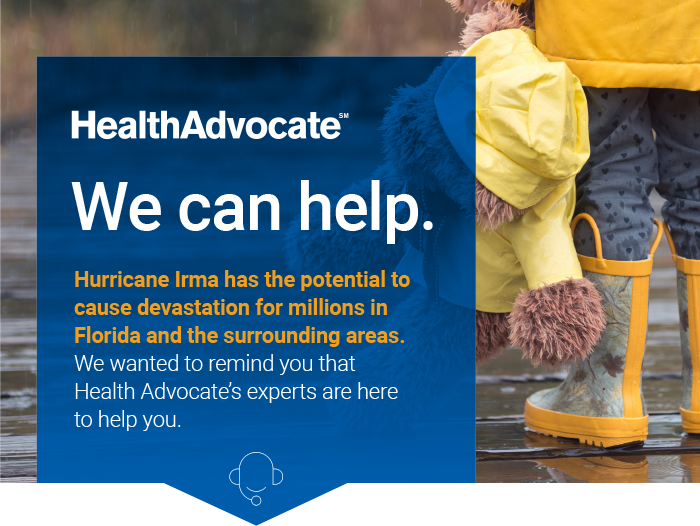 HealthAdvocate℠
We can help.
Hurricane Irma has the potential to
cause devastation for millions in
Florida and the surrounding areas.
We wanted to remind you that
Health Advocate’s experts are here
to help you.